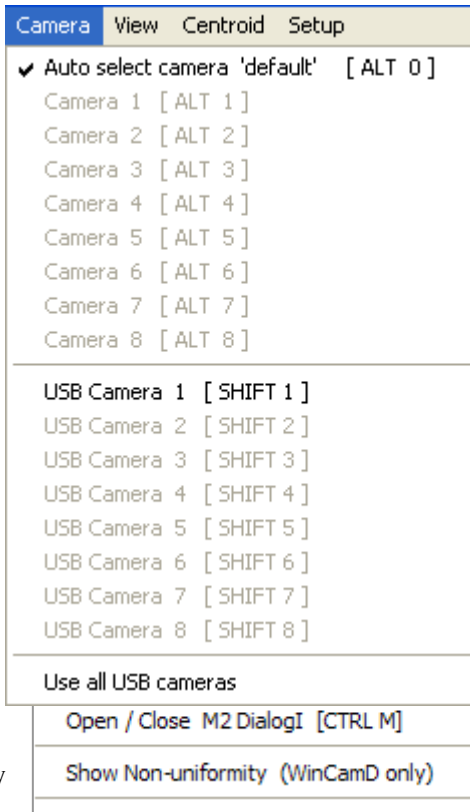 Camera View Centroid Setup
✔ Auto select camera 'default' [ ALT 0 ]
Camera 1 [ ALT 1 ]
Camera 2 [ ALT 2 ]
Camera 3 [ ALT 3 ]
Camera 4 [ ALT 4 ]
Camera 5 [ ALT 5 ]
Camera 6 [ ALT 6 ]
Camera 7 [ ALT 7 ]
Camera 8 [ ALT 8 ]
USB Camera 1 [ SHIFT 1 ]
USB Camera 2 [ SHIFT 2 ]
USB Camera 3 [ SHIFT 3 ]
USB Camera 4 [ SHIFT 4 ]
USB Camera 5 [ SHIFT 5 ]
USB Camera 6 [ SHIFT 6 ]
USB Camera 7 [ SHIFT 7 ]
USB Camera 8 [ SHIFT 8 ]
Use all USB cameras
Open / Close M2 DialogI [CTRL M]
Show Non-uniformity (WinCamD only)